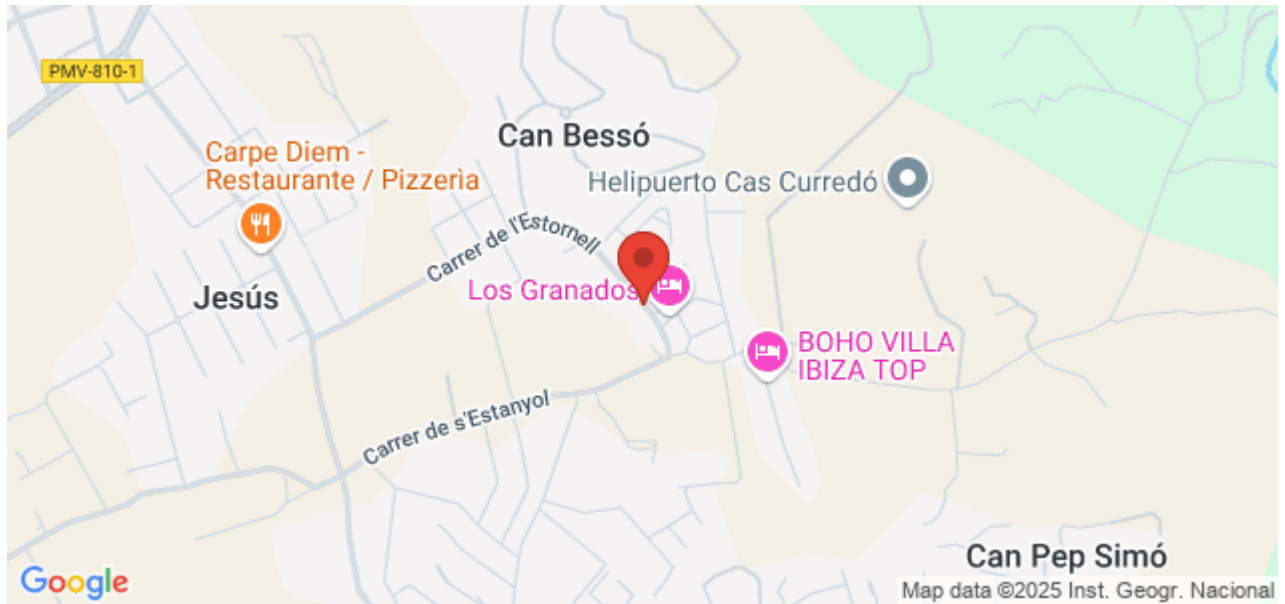 PMV-810-1
Can Bessó
Carpe Diem -
Restaurante / Pizzerìa
Helipuerto Cas Curredó
Carrer de l'Estornell
Los Granados
Jesús
BOHO VILLA
IBIZA TOP
Carrer de s'Estanyol
Can Pep Simó
Google
Map data ©2025 Inst. Geogr. Nacional